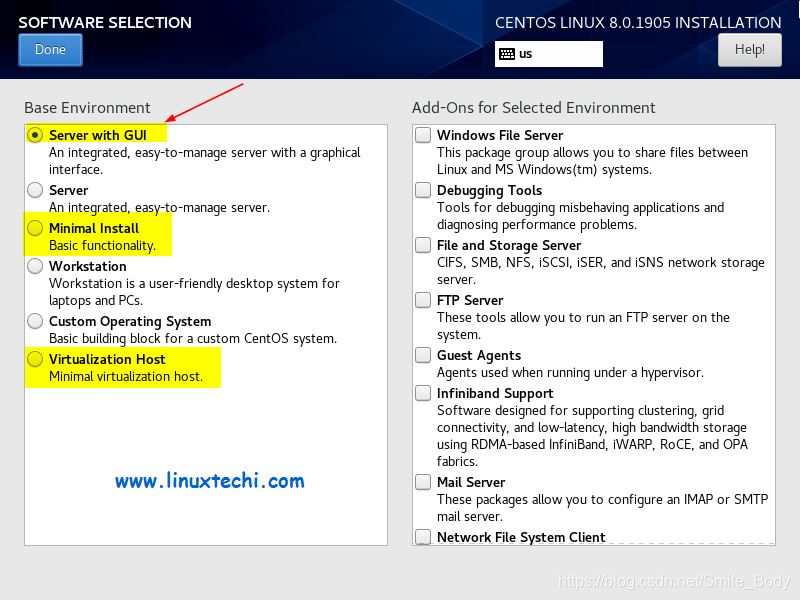 SOFTWARE SELECTION
CENTOS LINUX 8.0.1905 INSTALLATION
Done
us
Help!
Base Environment
Server with GUI
An integrated, easy-to-manage server with a graphical
interface.
Server
An integrated, easy-to-manage server.
Minimal Install
Basic functionality.
Workstation
Workstation is a user-friendly desktop system for
laptops and PCs.
Custom Operating System
Basic building block for a custom CentOS system.
Virtualization Host
Minimal virtualization host.
www.linuxtechi.com
Add-Ons for Selected Environment
Windows File Server
This package group allows you to share files between
Linux and MS Windows(tm) systems.
Debugging Tools
Tools for debugging misbehaving applications and
diagnosing performance problems.
File and Storage Server
CIFS, SMB, NFS, iSCSI, iSER, and iSNS network storage
server.
FTP Server
These tools allow you to run an FTP server on the
system.
Guest Agents
Agents used when running under a hypervisor.
Infiniband Support
Software designed for supporting clustering, grid
connectivity, and low-latency, high bandwidth storage
using RDMA-based InfiniBand, iWARP, RoCE, and OPA
fabrics.
Mail Server
These packages allow you to configure an IMAP or SMTP
mail server.
Network File System Client
https://blog.csdn.net/Smile_Body